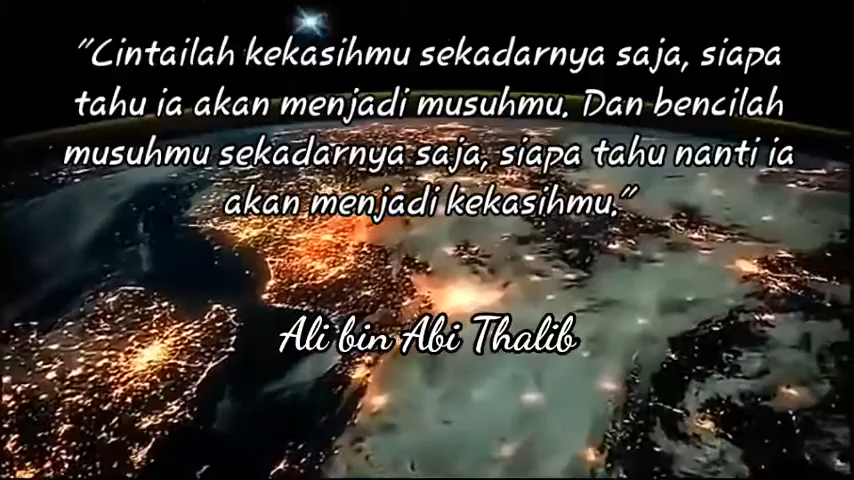 "Cintailah kekasihmu sekadarnya saja, siapa
tahu ia akan menjadi musuhmu. Dan bencilah
musuhmu sekadarnya saja, siapa tahu nanti ia
akan menjadi kekasihmu."
Ali bin Abi Thalib